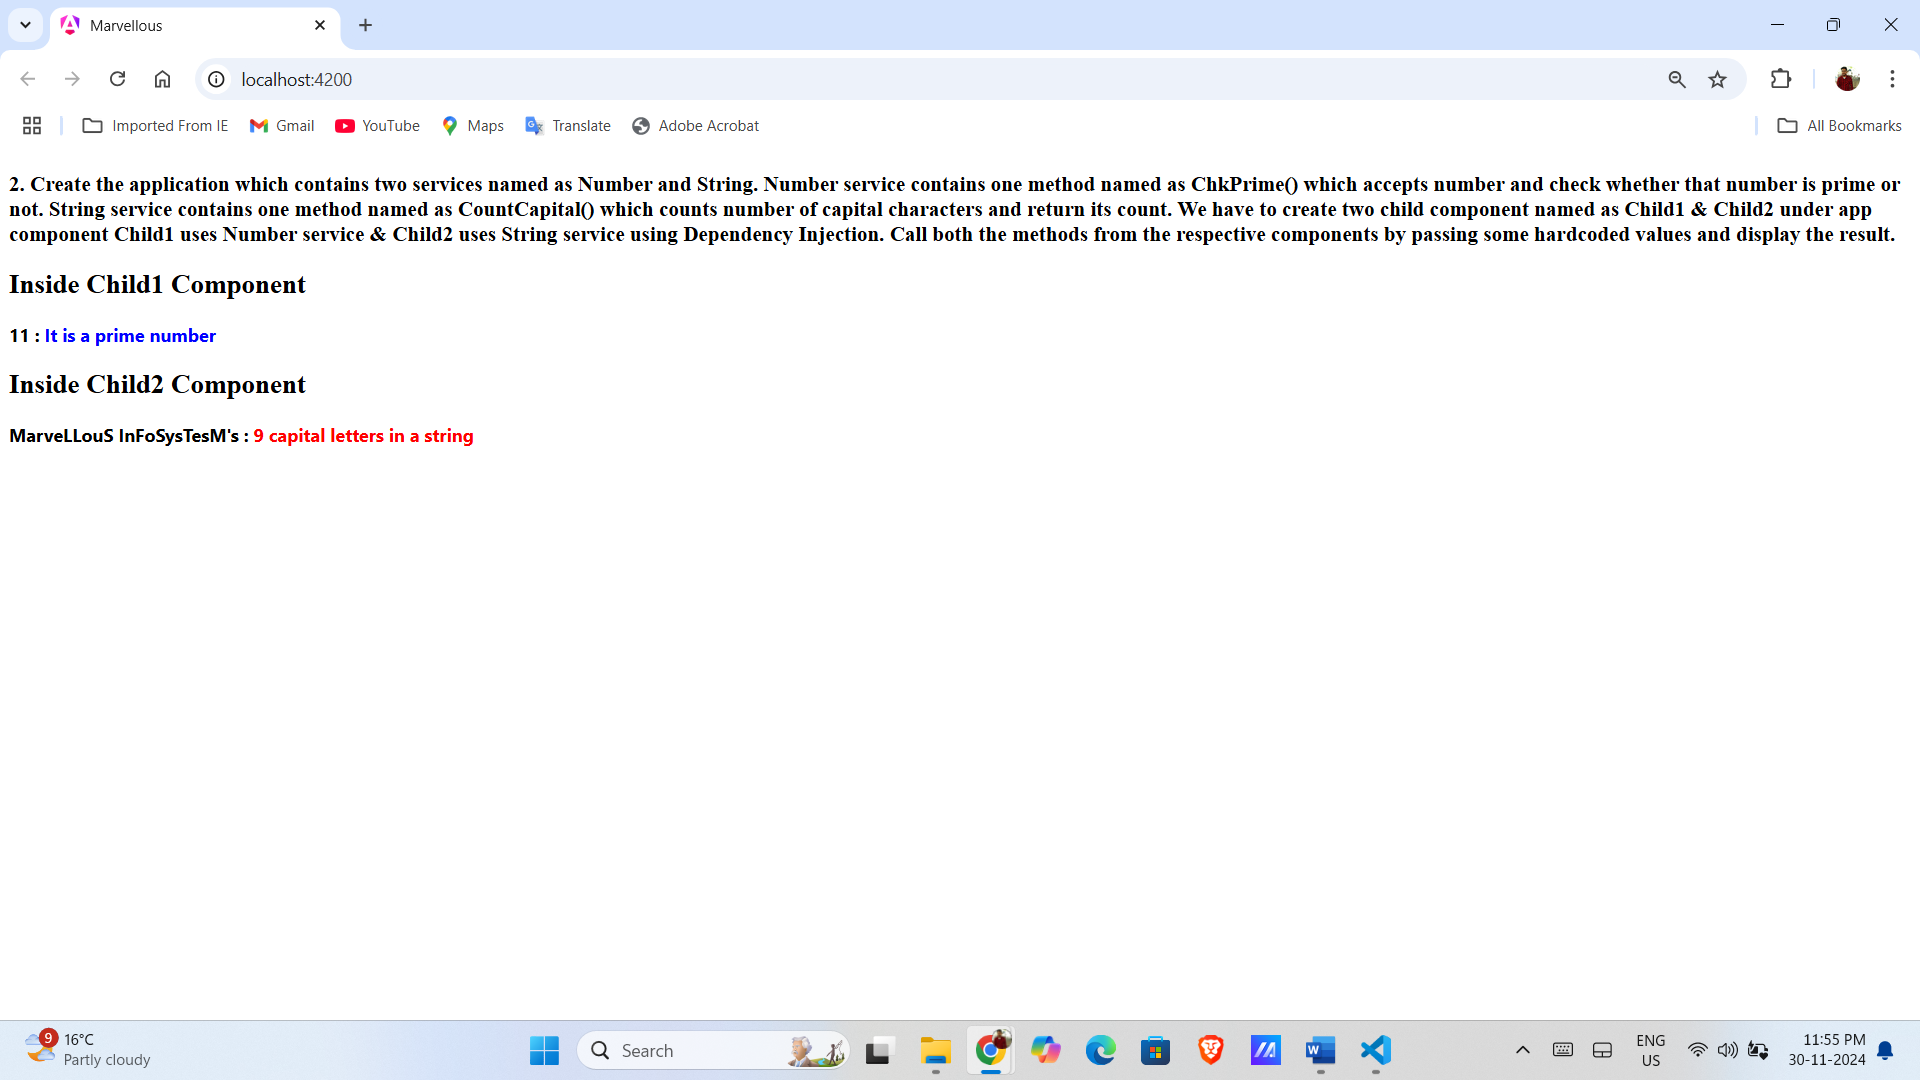 Marvellous
localhost:4200
Imported From IE
Gmail
YouTube
Maps
Translate
Adobe Acrobat
All Bookmarks
2. Create the application which contains two services named as Number and String. Number service contains one method named as ChkPrime() which accepts number and check whether that number is prime or
not. String service contains one method named as CountCapital() which counts number of capital characters and return its count. We have to create two child component named as Child1 & Child2 under app
component Child1 uses Number service & Child2 uses String service using Dependency Injection. Call both the methods from the respective components by passing some hardcoded values and display the result.
Inside Child1 Component
11 : It is a prime number
Inside Child2 Component
MarveLLouS InFoSysTesM's : 9 capital letters in a string
9
16°C
Partly cloudy
Search
ENG
US
11:55 PM
30-11-2024